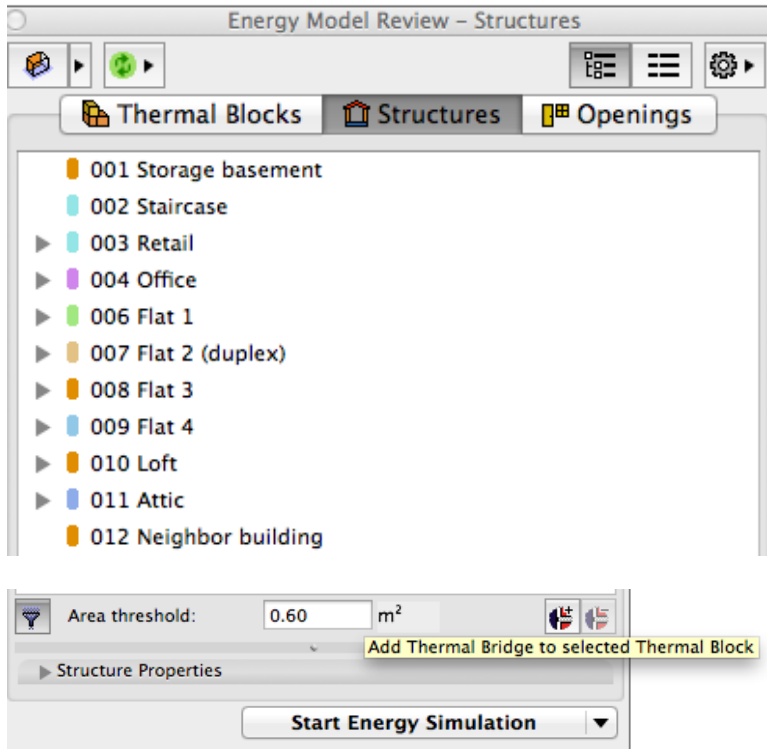 Energy Model Review – Structures
Thermal Blocks Structures Openings
001 Storage basement
002 Staircase
003 Retail
004 Office
006 Flat 1
007 Flat 2 (duplex)
008 Flat 3
009 Flat 4
010 Loft
011 Attic
012 Neighbor building
Area threshold: 0.60 m²
Add Thermal Bridge to selected Thermal Block
Structure Properties
Start Energy Simulation